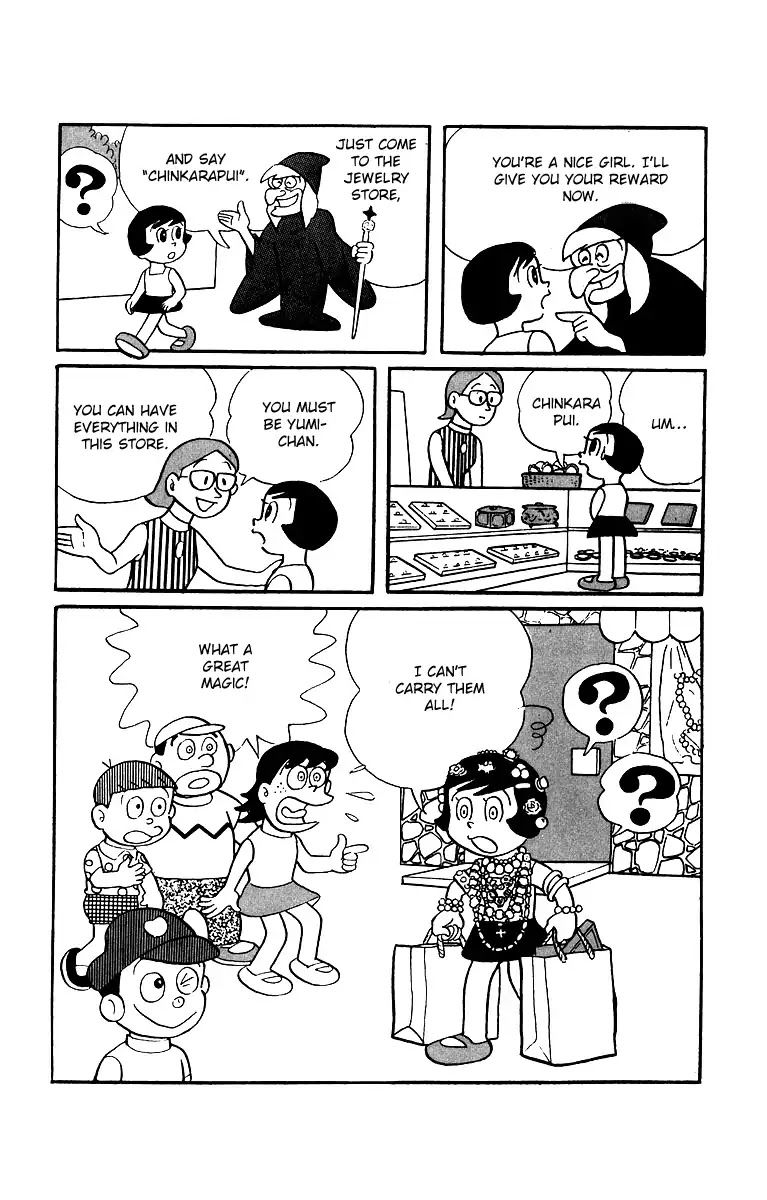 YOU'RE A NICE GIRL. I'LL
GIVE YOU YOUR REWARD
NOW.
JUST COME
TO THE
JEWELRY
STORE,
AND SAY
"CHINKARAPUI".
?
UM...
CHINKARA
PUI.
YOU MUST
BE YUMI-
CHAN.
YOU CAN HAVE
EVERYTHING IN
THIS STORE.
?
?
I CAN'T
CARRY THEM
ALL!
WHAT A
GREAT
MAGIC!